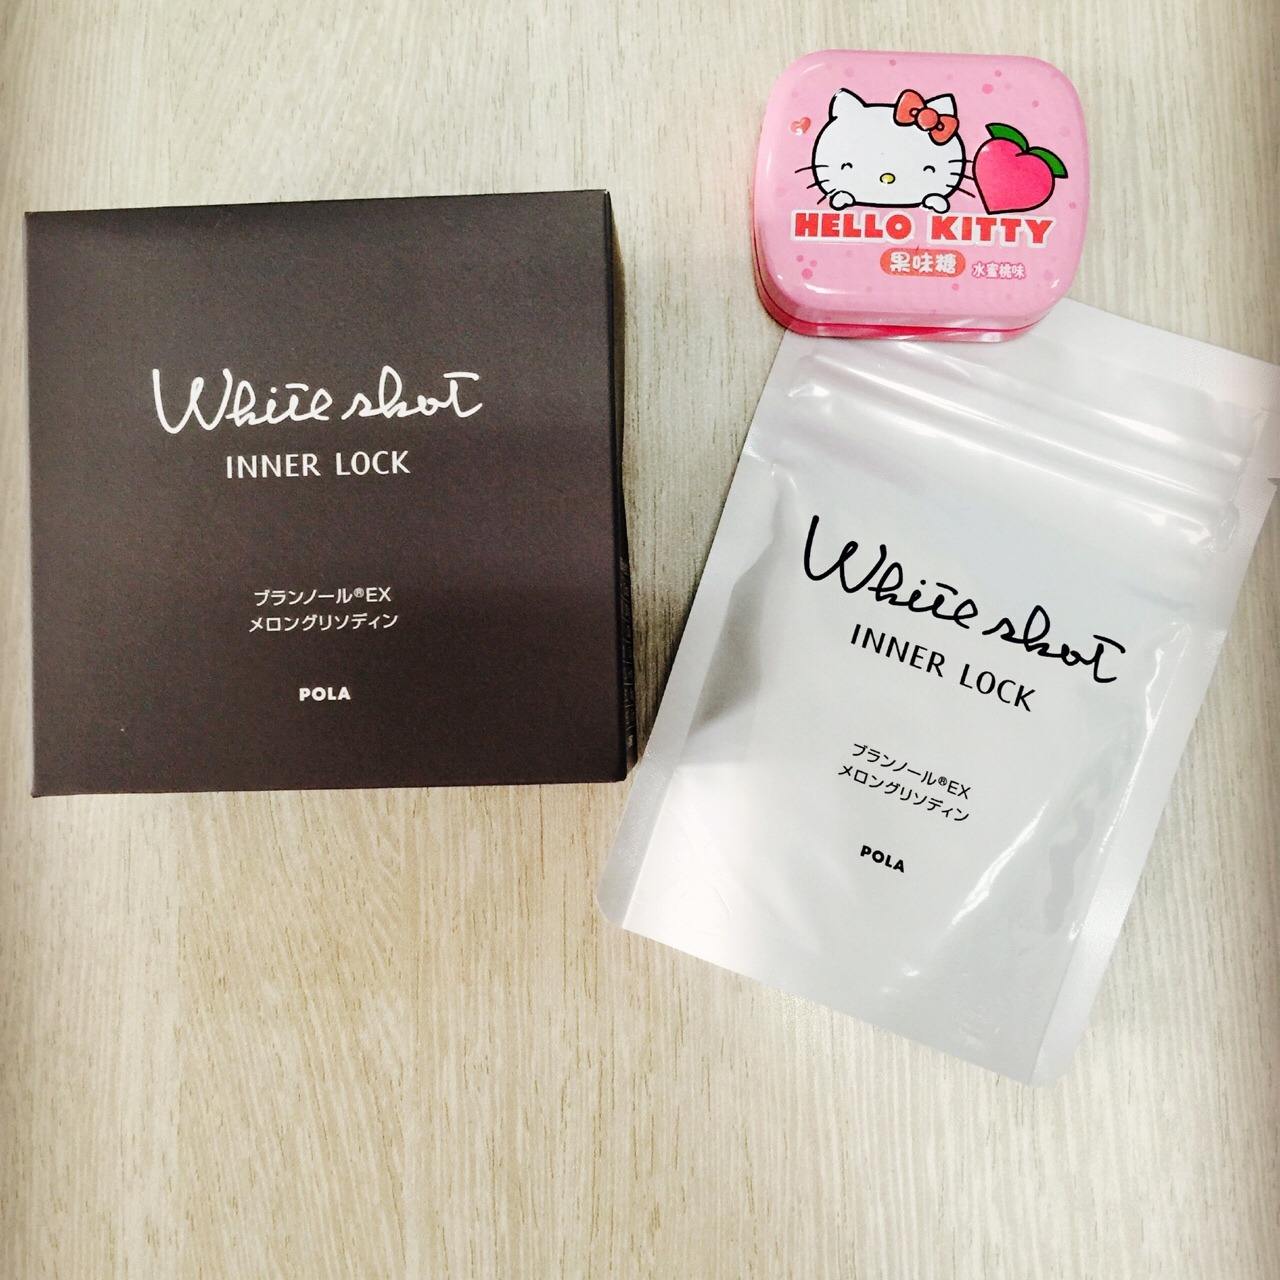 White shot
INNER LOCK
ブランノール®EX
メロングリソディン
POLA
HELLO KITTY
果味糖 水蜜桃味
White shot
INNER LOCK
ブランノール®EX
メロングリソディン
POLA